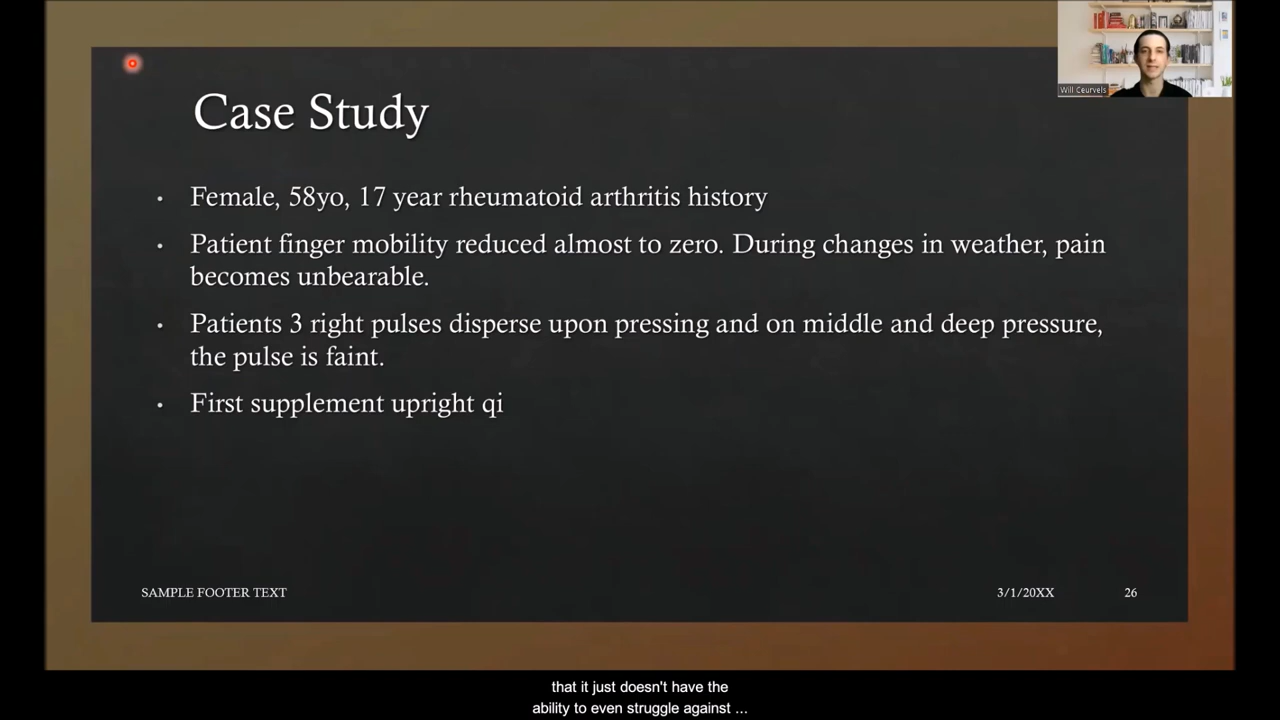 Will Ceurvels
Case Study
• Female, 58yo, 17 year rheumatoid arthritis history
• Patient finger mobility reduced almost to zero. During changes in weather, pain
becomes unbearable.
• Patients 3 right pulses disperse upon pressing and on middle and deep pressure,
the pulse is faint.
• First supplement upright qi
SAMPLE FOOTER TEXT
3/1/20XX
26
that it just doesn't have the
ability to even struggle against ...